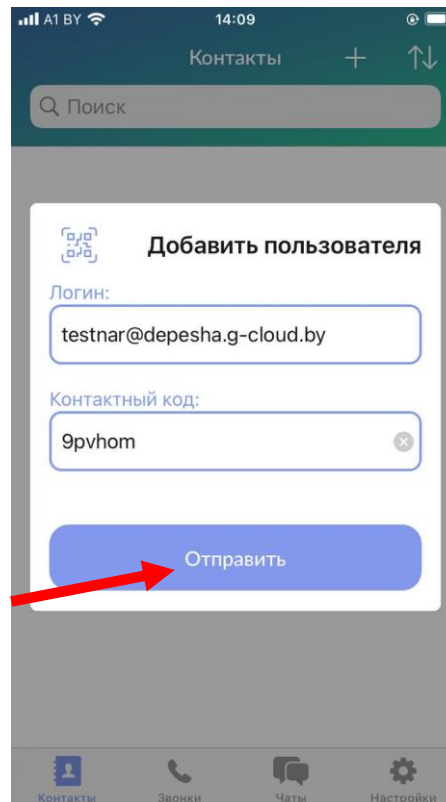 A1 BY 14:09
Контакты
Поиск
Добавить пользователя
Логин:
testnar@depesha.g-cloud.by
Контактный код:
9pvhom
Отправить
Контакты Звонки Чаты Настройки